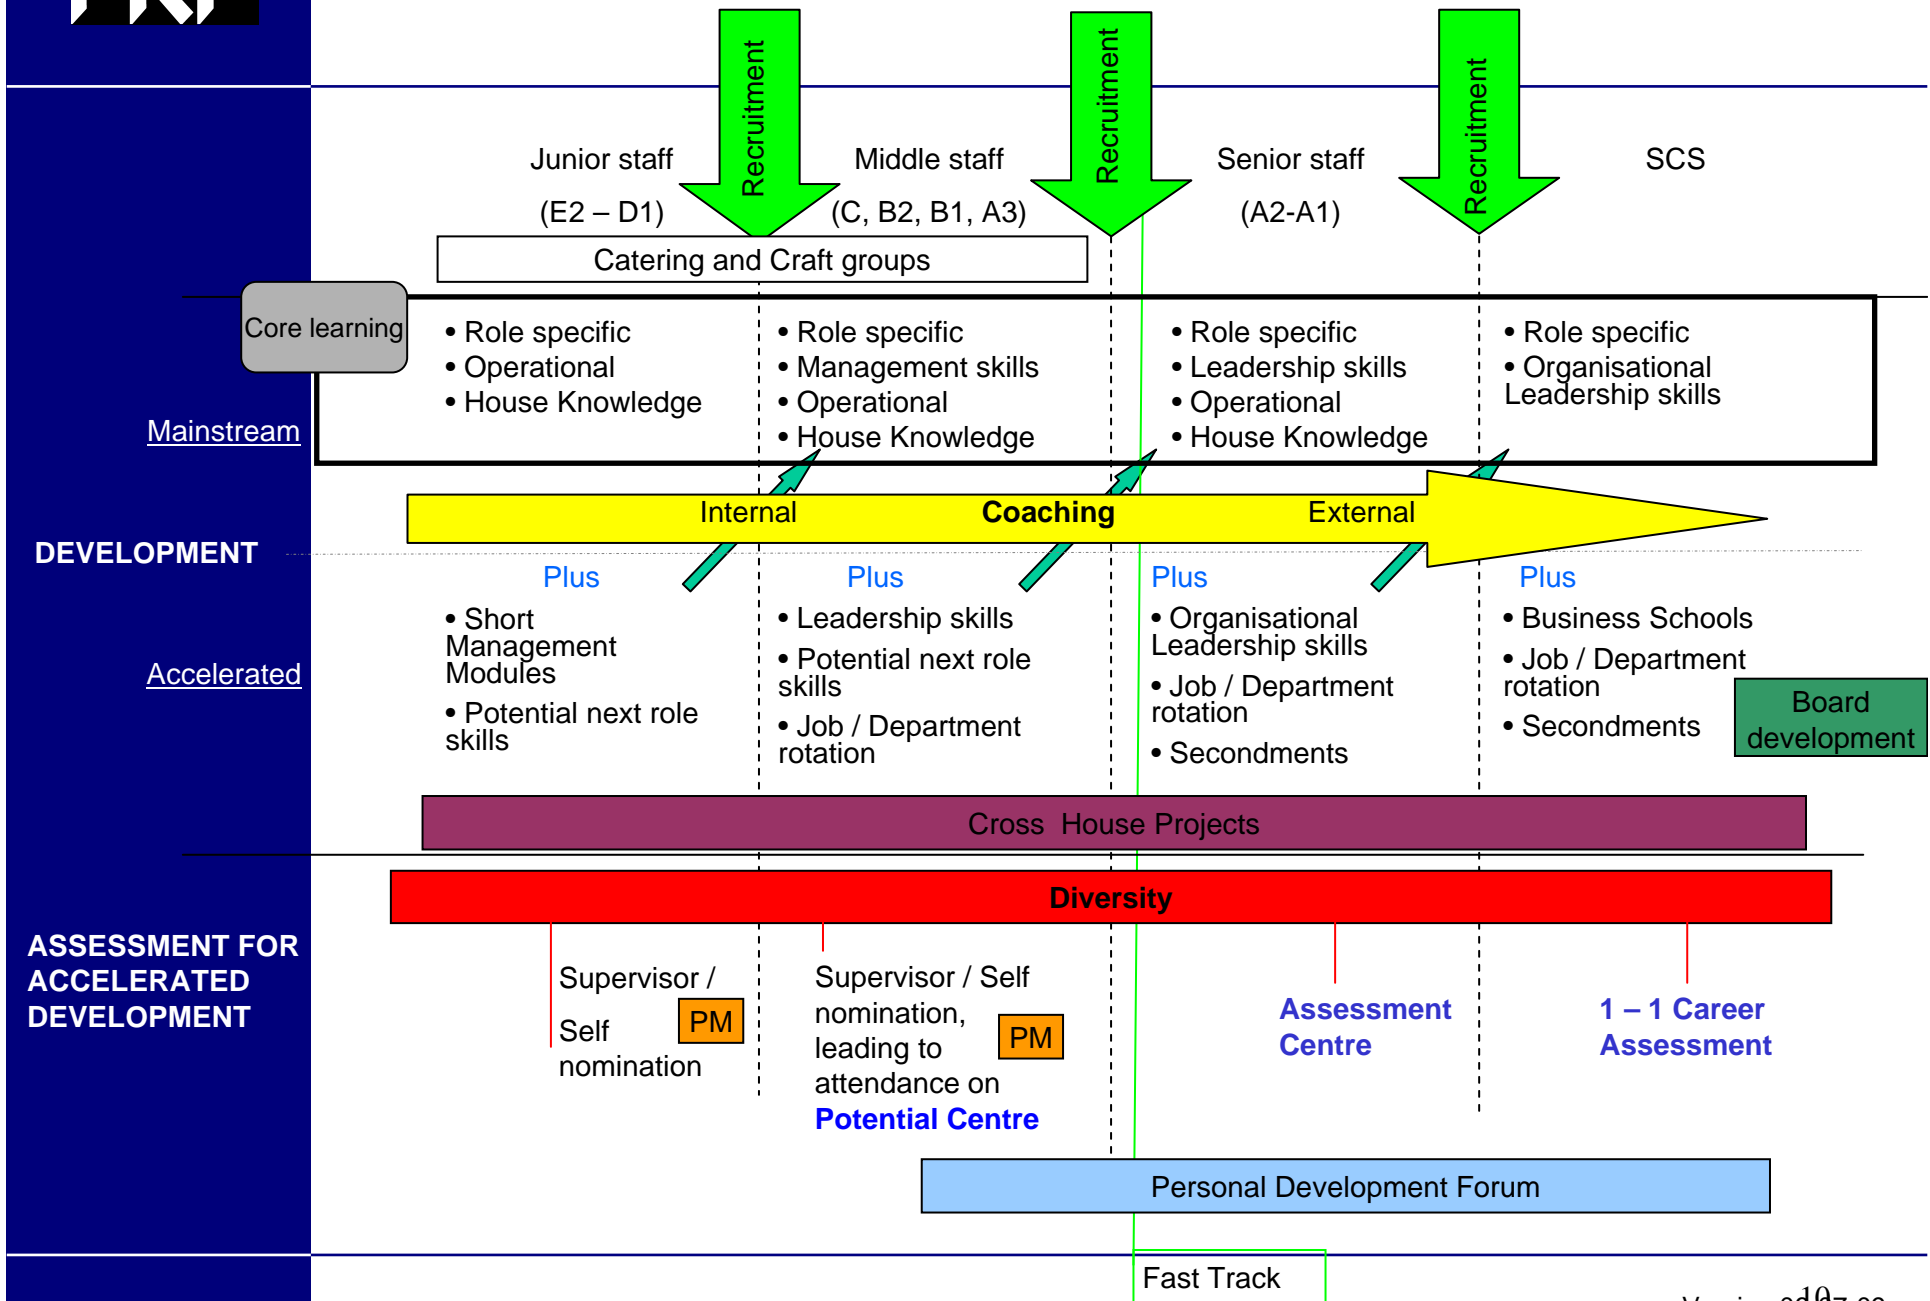 Recruitment
Recruitment
Recruitment
Junior staff
(E2 – D1)
Middle staff
(C, B2, B1, A3)
Senior staff
(A2-A1)
SCS
Catering and Craft groups
Core learning
• Role specific
• Operational
• House Knowledge
• Role specific
• Management skills
• Operational
• House Knowledge
• Role specific
• Leadership skills
• Operational
• House Knowledge
• Role specific
• Organisational
Leadership skills
Mainstream
Internal
Coaching
External
DEVELOPMENT
Accelerated
Plus
• Short
Management
Modules
• Potential next role
skills
Plus
• Leadership skills
• Potential next role
skills
• Job / Department
rotation
Plus
• Organisational
Leadership skills
• Job / Department
rotation
• Secondments
Plus
• Business Schools
• Job / Department
rotation
• Secondments
Board
development
Cross House Projects
Diversity
ASSESSMENT FOR
ACCELERATED
DEVELOPMENT
Supervisor /
Self
nomination
PM
Supervisor / Self
nomination,
leading to
attendance on
Potential Centre
PM
Assessment
Centre
1 – 1 Career
Assessment
Personal Development Forum
Fast Track
10